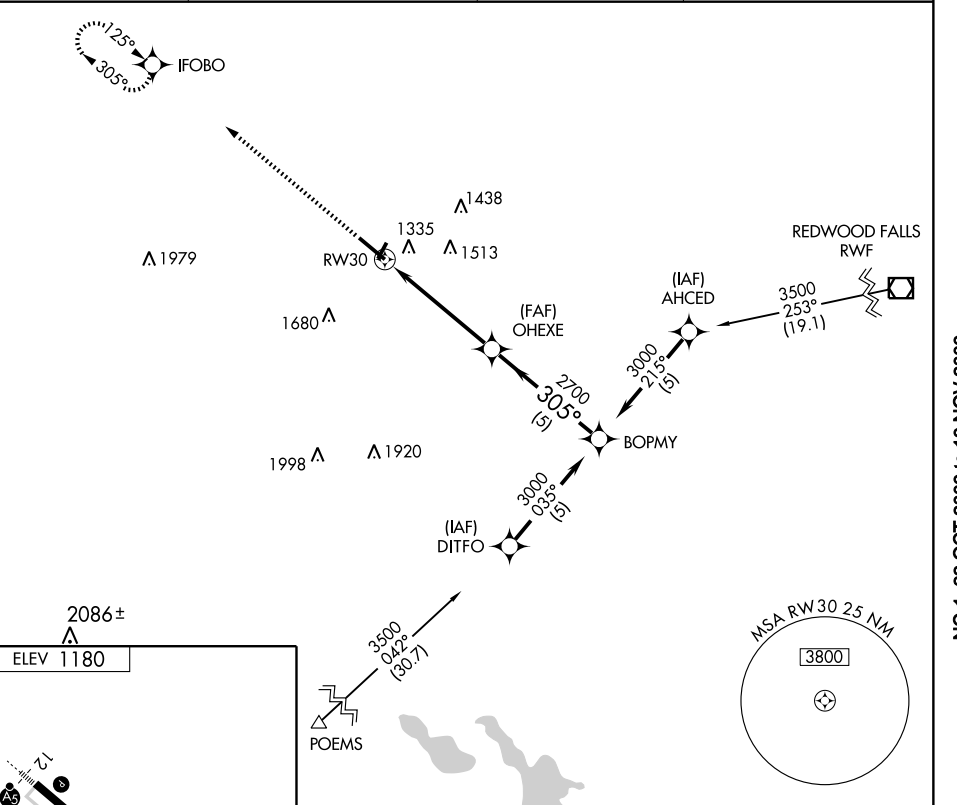 125°
305°
IFOBO
1438
1335
1513
RW30
1979
REDWOOD FALLS
RWF
(IAF)
AHCED
3500
253°
(19.1)
1680
(FAF)
OHEXE
3000
215°
(5)
2700
305°
(5)
BOPMY
1998
1920
3000
035°
(5)
(IAF)
DITFO
2086±
ELEV 1180
3500
042°
(30.7)
POEMS
MSA RW30 25 NM
3800
12
A5